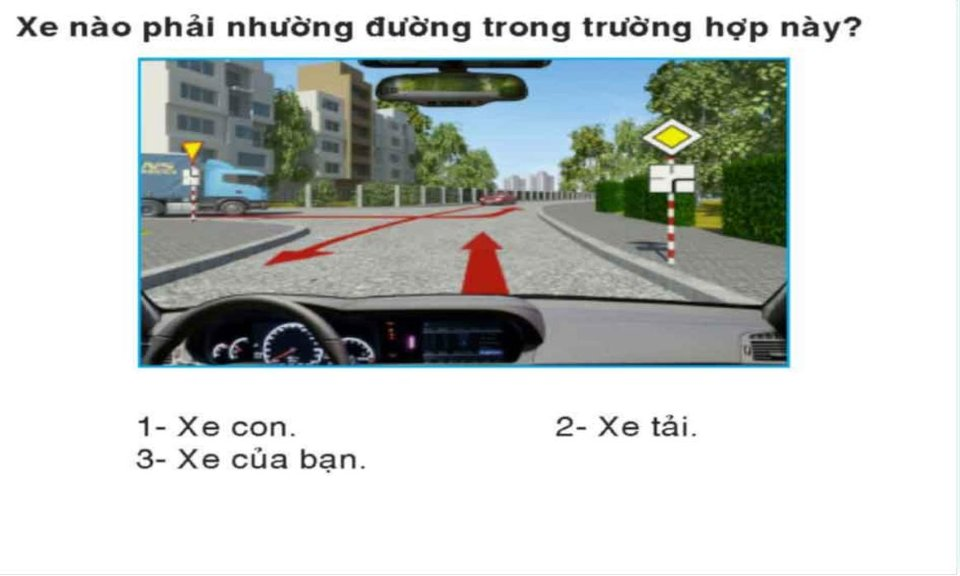 Xe nào phải nhường đường trong trường hợp này?
1- Xe con.
2- Xe tải.
3- Xe của bạn.